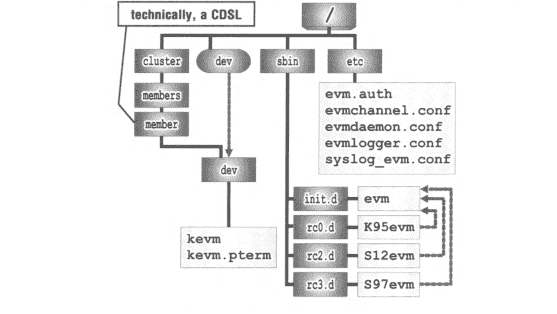 technically, a CDSL
/
cluster
dev
sbin
etc
members
member
evm.auth
evmchannel.conf
evmdaemon.conf
evmlogger.conf
syslog_evm.conf
dev
kevm
kevm.pterm
init.d
evm
rc0.d
K95evm
rc2.d
S12evm
rc3.d
S97evm